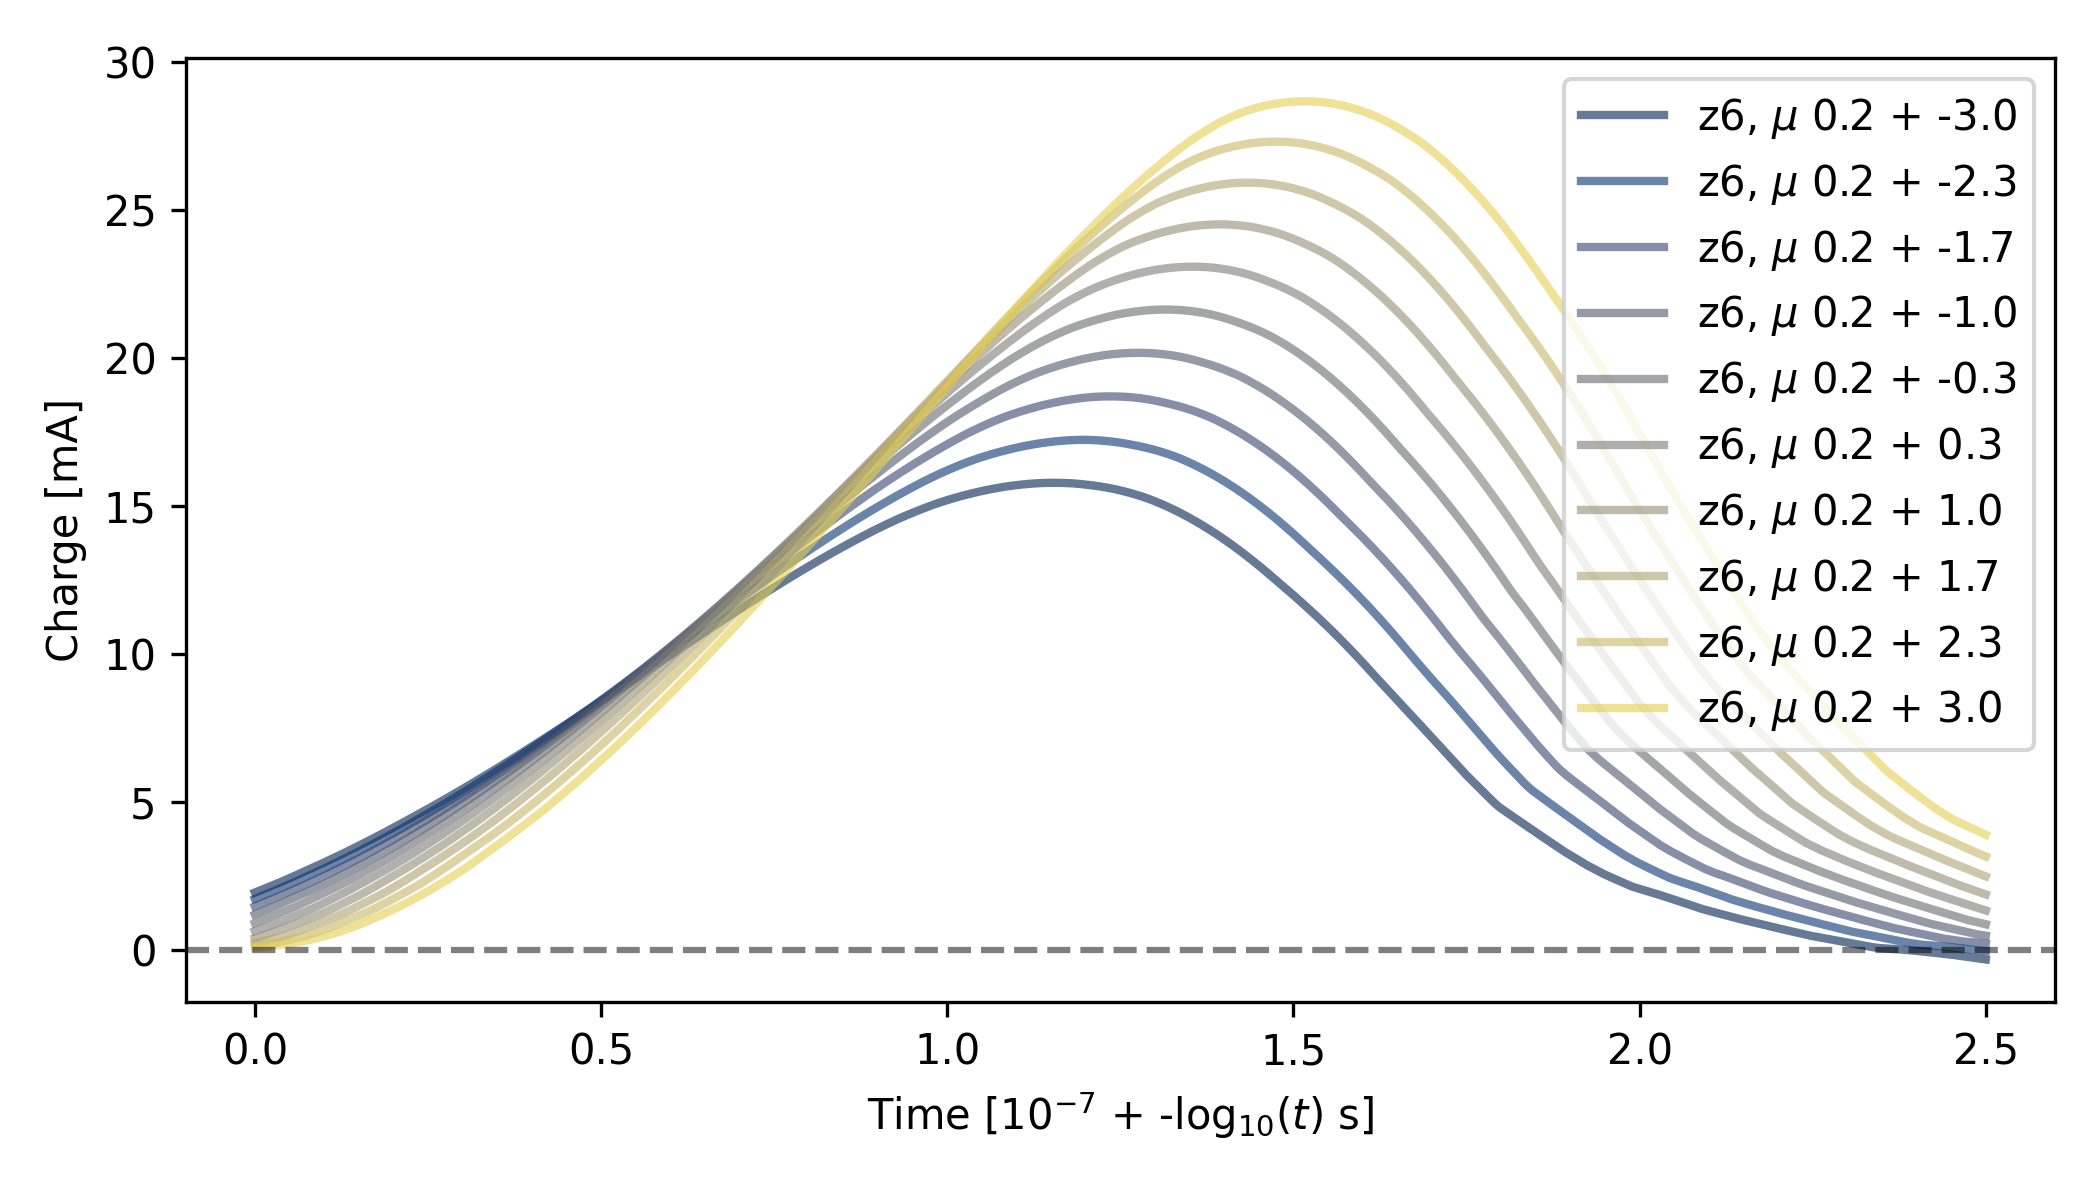 30
25
20
15
10
5
0
Charge [mA]
0.0 0.5 1.0 1.5 2.0 2.5
Time [10⁻⁷ + -log₁₀(t) s]
z6, μ 0.2 + -3.0
z6, μ 0.2 + -2.3
z6, μ 0.2 + -1.7
z6, μ 0.2 + -1.0
z6, μ 0.2 + -0.3
z6, μ 0.2 + 0.3
z6, μ 0.2 + 1.0
z6, μ 0.2 + 1.7
z6, μ 0.2 + 2.3
z6, μ 0.2 + 3.0